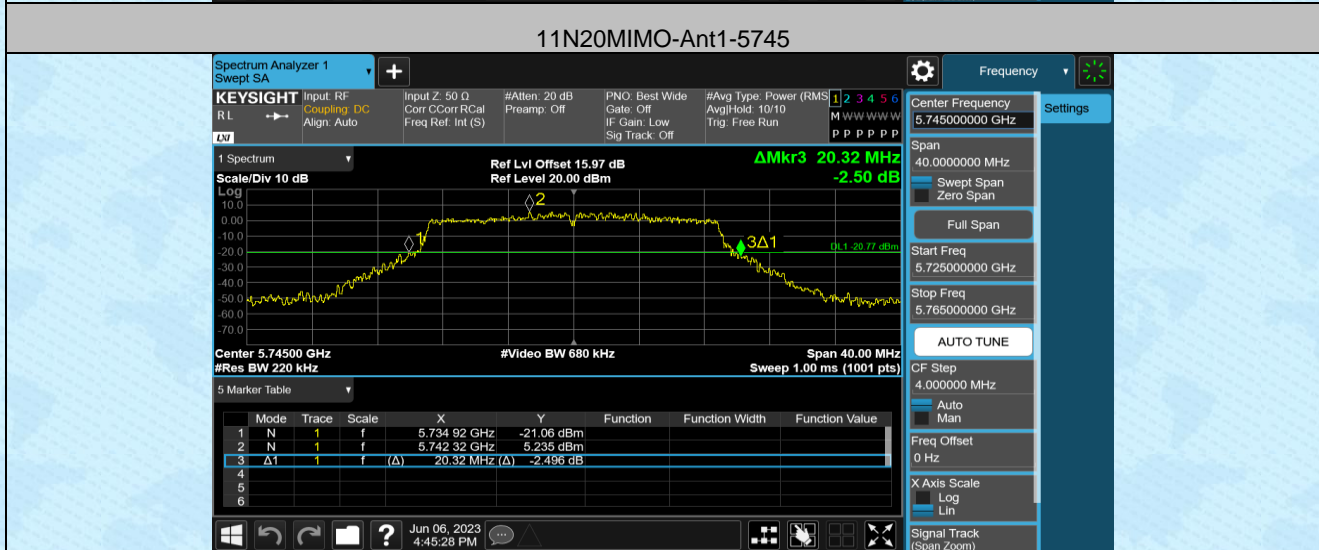 11N20MIMO-Ant1-5745
Spectrum Analyzer 1
Swept SA
Frequency
KEYSIGHT
R L
LXI
Input: RF
Coupling: DC
Align: Auto
Input Z: 50 Ω
Corr CCorr RCal
Freq Ref: Int (S)
#Atten: 20 dB
Preamp: Off
PNO: Best Wide
Gate: Off
IF Gain: Low
Sig Track: Off
#Avg Type: Power (RMS
Avg|Hold: 10/10
Trig: Free Run
1 2 3 4 5 6
M W W W W W
P P P P P P
Center Frequency
5.745000000 GHz
Settings
Span
40.0000000 MHz
Swept Span
Zero Span
Full Span
Start Freq
5.725000000 GHz
Stop Freq
5.765000000 GHz
AUTO TUNE
CF Step
4.000000 MHz
Auto
Man
Freq Offset
0 Hz
X Axis Scale
Log
Lin
Signal Track
(Span Zoom)
1 Spectrum
Scale/Div 10 dB
Ref Lvl Offset 15.97 dB
Ref Level 20.00 dBm
ΔMkr3 20.32 MHz
-2.50 dB
Log
10.0
0.00
-10.0
-20.0
-30.0
-40.0
-50.0
-60.0
-70.0
1
2
3Δ1
DL1 -20.77 dBm
Center 5.74500 GHz
#Video BW 680 kHz
Span 40.00 MHz
#Res BW 220 kHz
Sweep 1.00 ms (1001 pts)
5 Marker Table
Mode Trace Scale X Y Function Function Width Function Value
1 N 1 f 5.734 92 GHz -21.06 dBm
2 N 1 f 5.742 32 GHz 5.235 dBm
3 Δ1 1 f (Δ) 20.32 MHz (Δ) -2.496 dB
4
5
6
?
Jun 06, 2023
4:45:28 PM